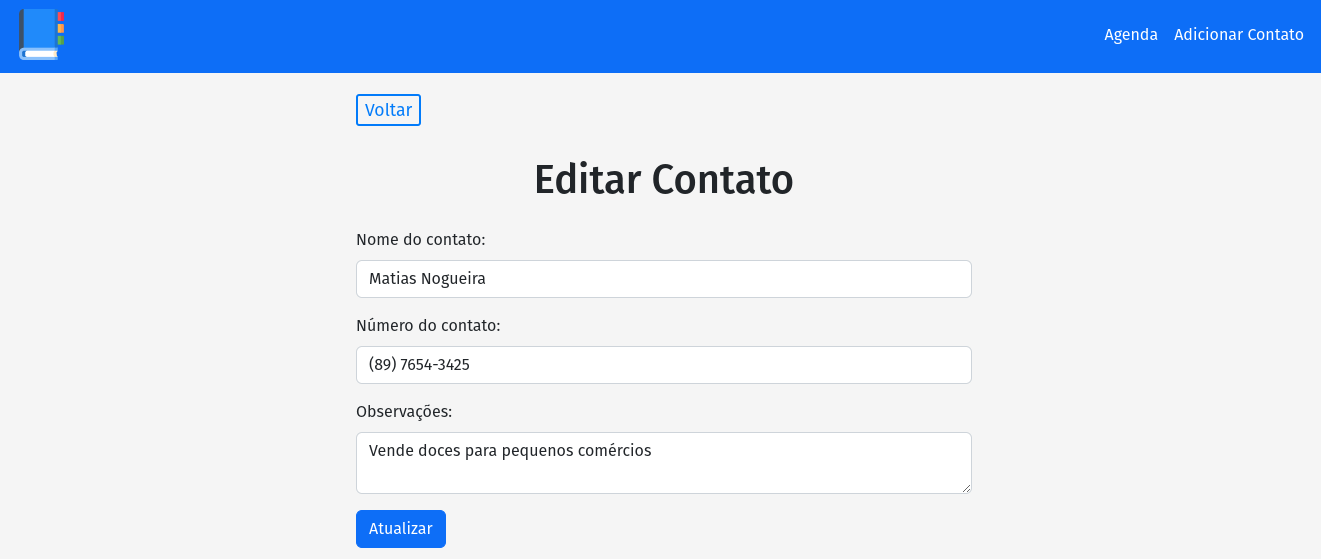 Agenda Adicionar Contato
Voltar
Editar Contato
Nome do contato:
Matias Nogueira
Número do contato:
(89) 7654-3425
Observações:
Vende doces para pequenos comércios
Atualizar